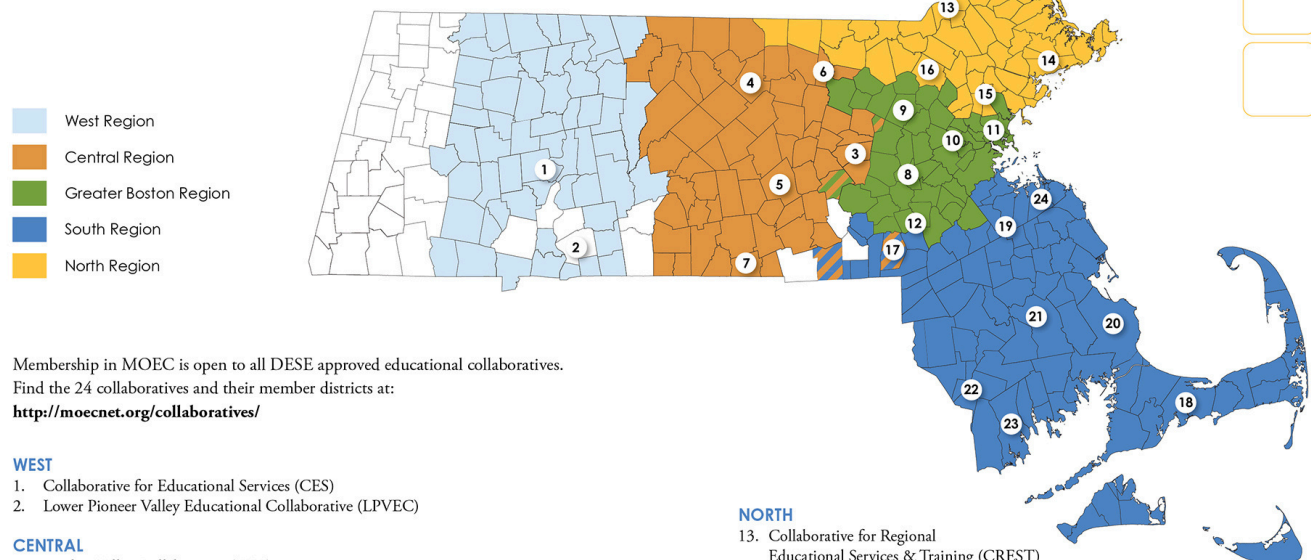 13
14
16
6
4
15
9
11
10
3
8
1
5
24
12
19
2
17
7
21
20
22
18
23
West Region
Central Region
Greater Boston Region
South Region
North Region
Membership in MOEC is open to all DESE approved educational collaboratives.
Find the 24 collaboratives and their member districts at:
http://moecnet.org/collaboratives/
WEST
1. Collaborative for Educational Services (CES)
2. Lower Pioneer Valley Educational Collaborative (LPVEC)
CENTRAL
NORTH
13. Collaborative for Regional
Educational Services & Training (CREST)